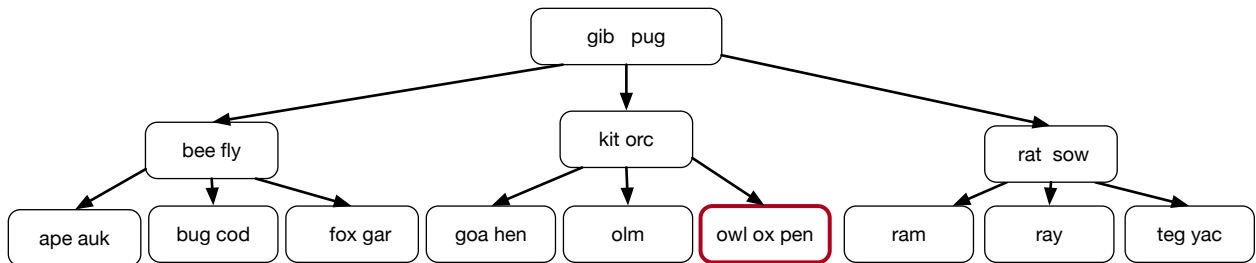 gib pug
bee fly
kit orc
rat sow
ape auk
bug cod
fox gar
goa hen
olm
owl ox pen
ram
ray
teg yac